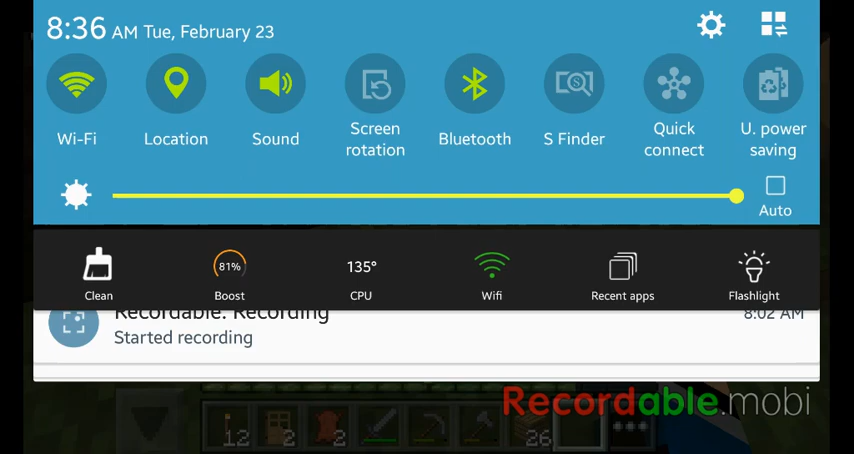 8:36 AM Tue, February 23
Wi-Fi
Location
Sound
Screen
rotation
Bluetooth
S Finder
Quick
connect
U. power
saving
Auto
81%
135°
Clean
Boost
CPU
Wifi
Recent apps
Flashlight
Recordable: Recording
8:02 AM
Started recording
Recordable.mobi
12
2
2
26